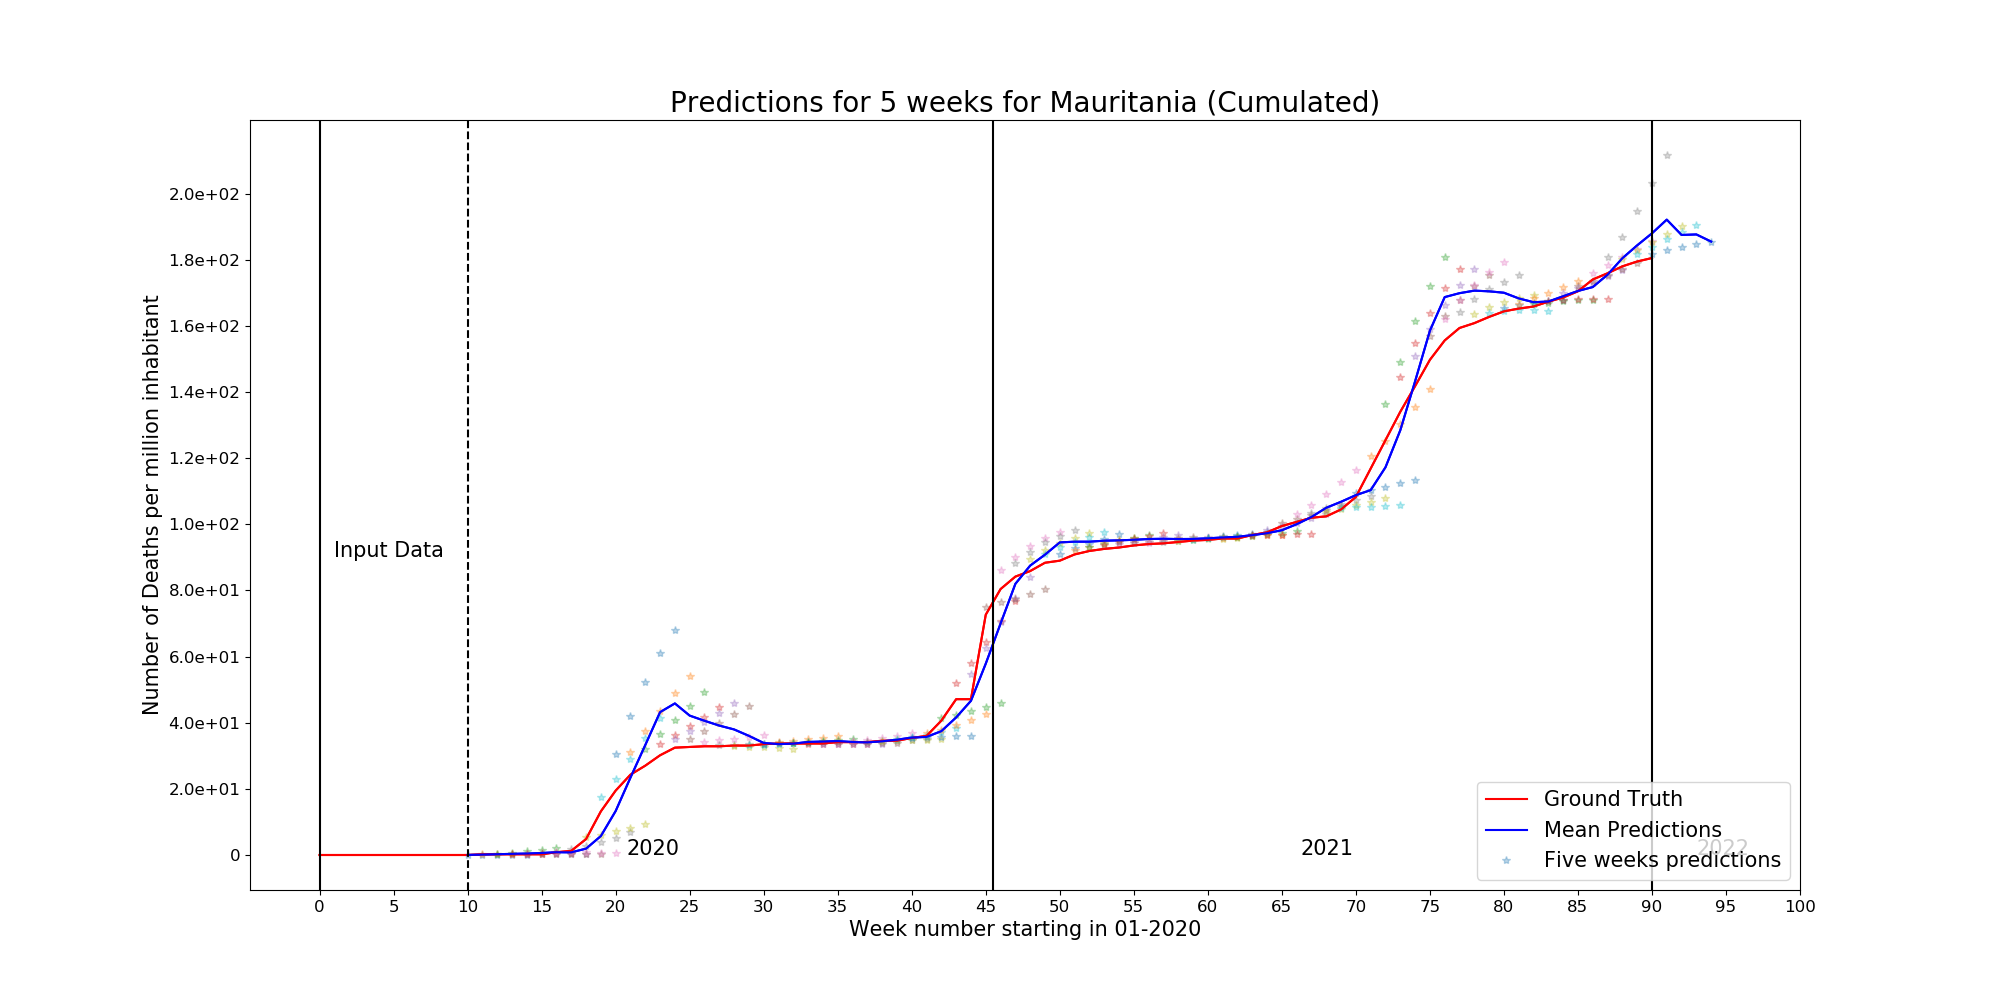 Predictions for 5 weeks for Mauritania (Cumulated)
Number of Deaths per million inhabitant
2.0e+02
1.8e+02
1.6e+02
1.4e+02
1.2e+02
1.0e+02
8.0e+01
6.0e+01
4.0e+01
2.0e+01
0
Input Data
2020
2021
2022
Ground Truth
Mean Predictions
Five weeks predictions
0 5 10 15 20 25 30 35 40 45 50 55 60 65 70 75 80 85 90 95 100
Week number starting in 01-2020